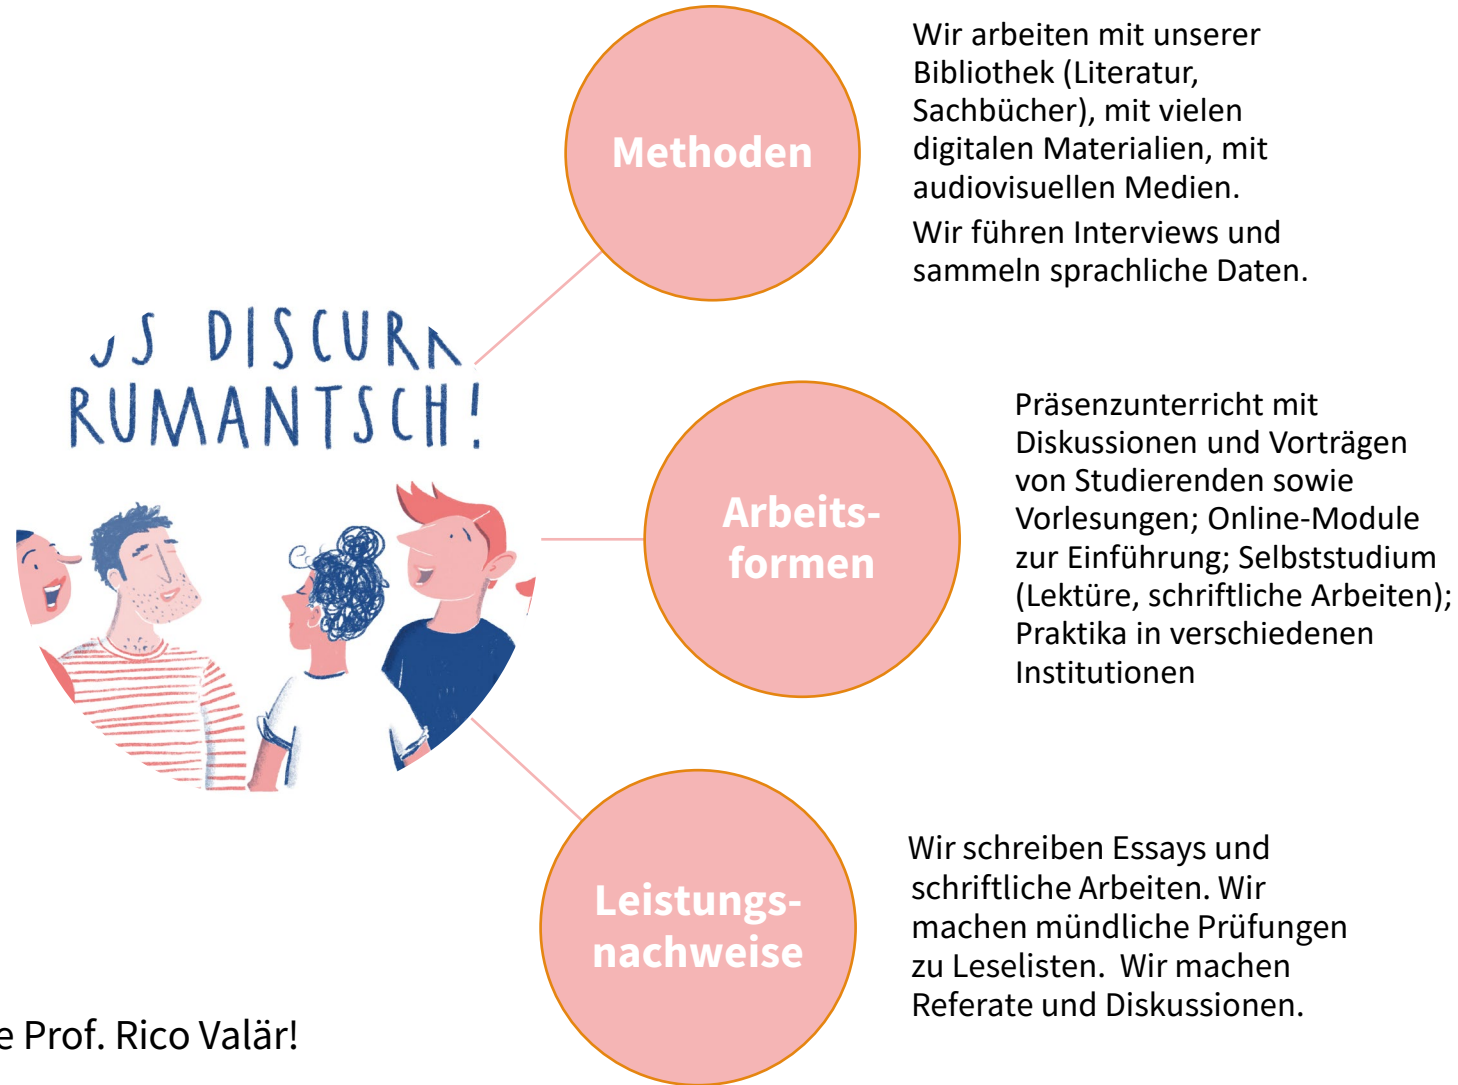 Methoden
Wir arbeiten mit unserer
Bibliothek (Literatur,
Sachbücher), mit vielen
digitalen Materialien, mit
audiovisuellen Medien.
Wir führen Interviews und
sammeln sprachliche Daten.
DISCUR
RUMANTSCH!
Arbeits-
formen
Präsenzunterricht mit
Diskussionen und Vorträgen
von Studierenden sowie
Vorlesungen; Online-Module
zur Einführung; Selbststudium
(Lektüre, schriftliche Arbeiten);
Praktika in verschiedenen
Institutionen
Leistungs-
nachweise
Wir schreiben Essays und
schriftliche Arbeiten. Wir
machen mündliche Prüfungen
zu Leselisten.  Wir machen
Referate und Diskussionen.
e Prof. Rico Valär!